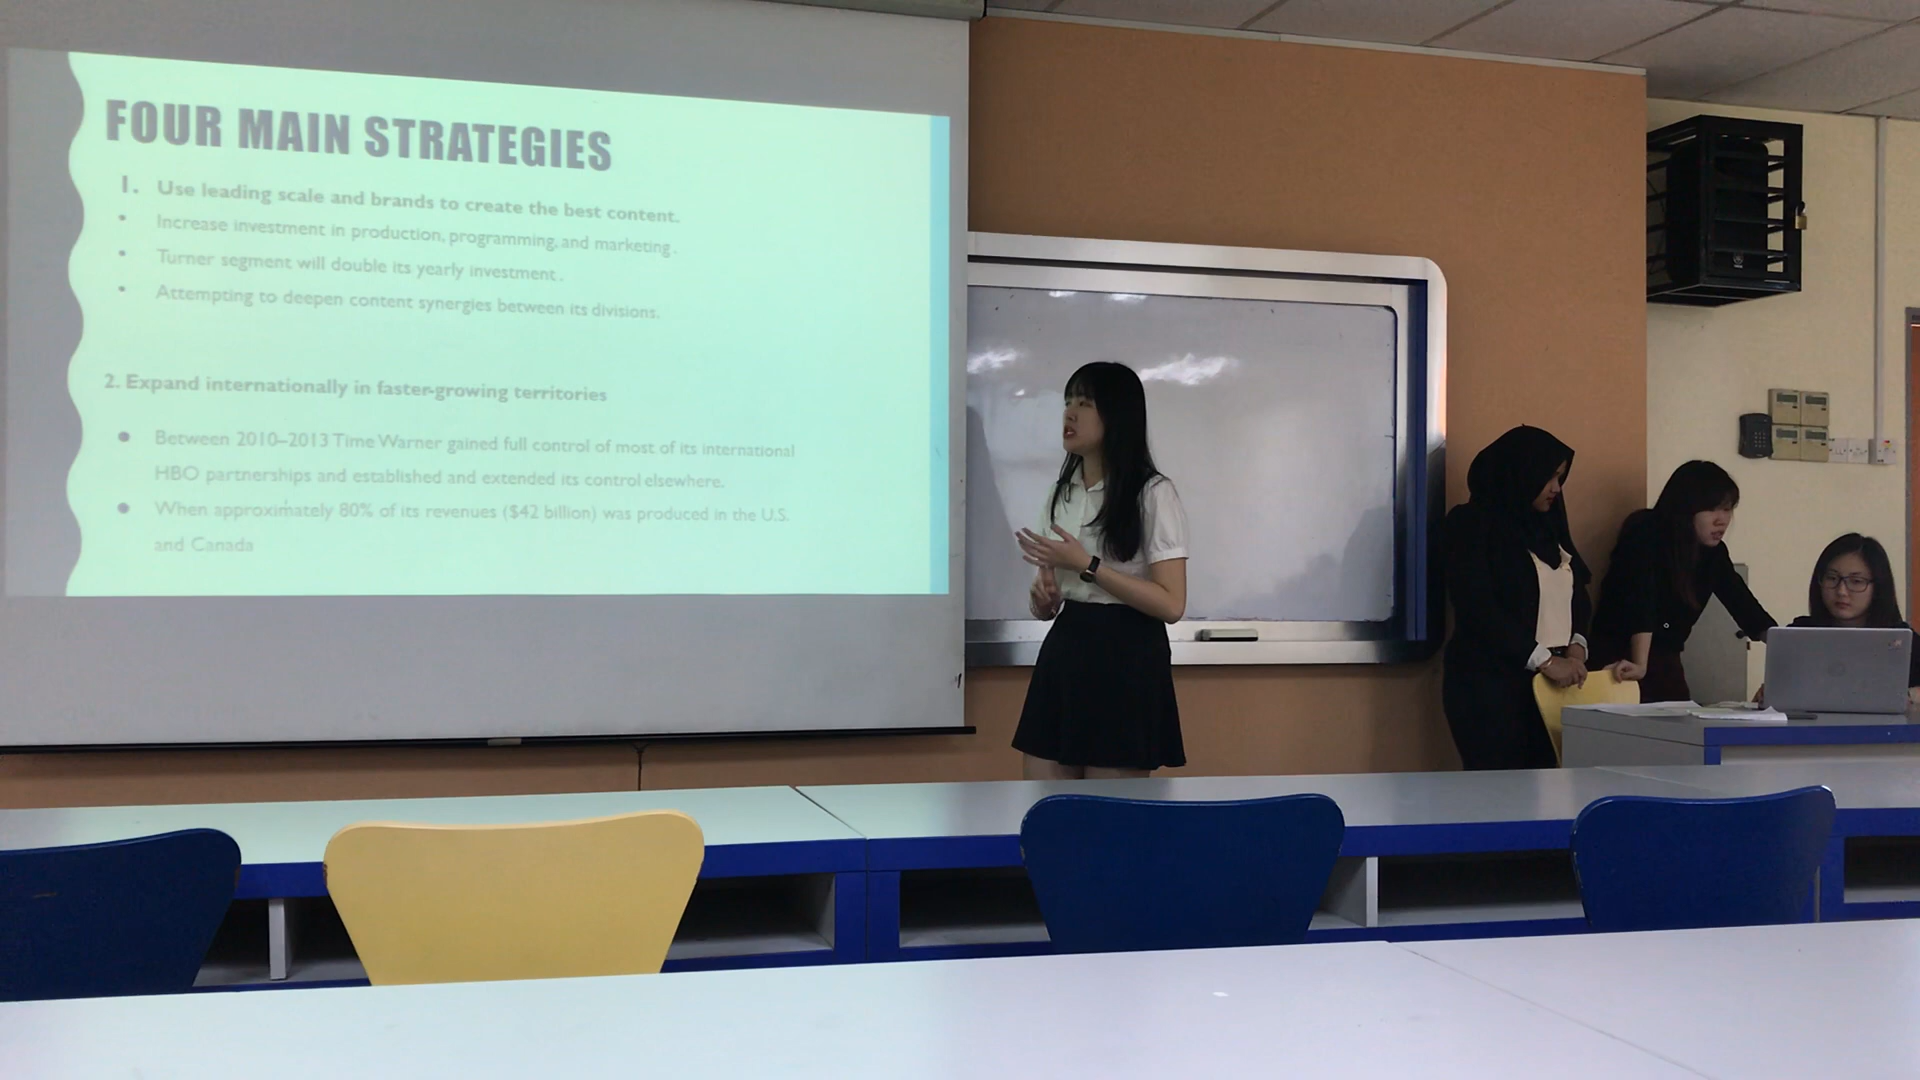 FOUR MAIN STRATEGIES
1. Use leading scale and brands to create the best content.
• Increase investment in production, programming, and marketing.
• Turner segment will double its yearly investment.
• Attempting to deepen content synergies between its divisions.
2. Expand internationally in faster-growing territories
• Between 2010–2013 Time Warner gained full control of most of its international
HBO partnerships and established and extended its control elsewhere.
• When approximately 80% of its revenues ($42 billion) was produced in the U.S.
and Canada